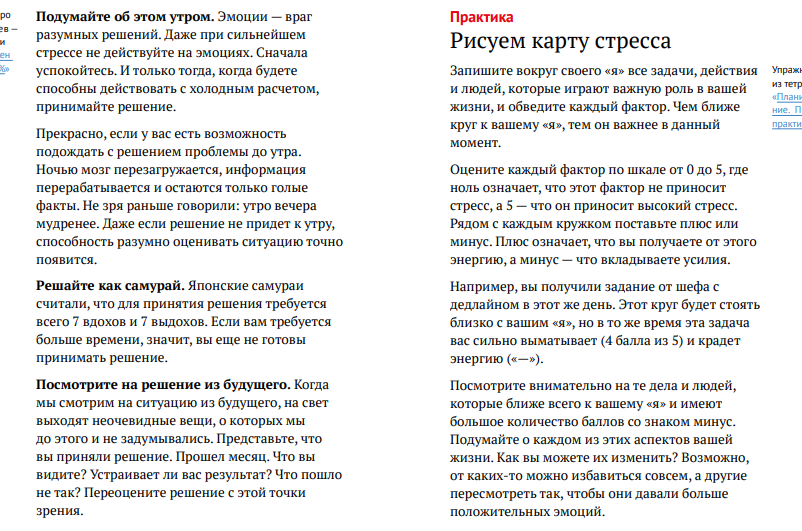 ро
ев —
и
ен
%»
Подумайте об этом утром. Эмоции — враг
разумных решений. Даже при сильнейшем
стрессе не действуйте на эмоциях. Сначала
успокойтесь. И только тогда, когда будете
способны действовать с холодным расчетом,
принимайте решение.
Прекрасно, если у вас есть возможность
подождать с решением проблемы до утра.
Ночью мозг перезагружается, информация
перерабатывается и остаются только голые
факты. Не зря раньше говорили: утро вечера
мудренее. Даже если решение не придет к утру,
способность разумно оценивать ситуацию точно
появится.
Решайте как самурай. Японские самураи
считали, что для принятия решения требуется
всего 7 вдохов и 7 выдохов. Если вам требуется
больше времени, значит, вы еще не готовы
принимать решение.
Посмотрите на решение из будущего. Когда
мы смотрим на ситуацию из будущего, на свет
выходят неочевидные вещи, о которых мы
до этого и не задумывались. Представьте, что
вы приняли решение. Прошел месяц. Что вы
видите? Устраивает ли вас результат? Что пошло
не так? Переоцените решение с этой точки
зрения.
Практика
Рисуем карту стресса
Запишите вокруг своего «я» все задачи, действия
и людей, которые играют важную роль в вашей
жизни, и обведите каждый фактор. Чем ближе
круг к вашему «я», тем он важнее в данный
момент.
Оцените каждый фактор по шкале от 0 до 5, где
ноль означает, что этот фактор не приносит
стресс, а 5 — что он приносит высокий стресс.
Рядом с каждым кружком поставьте плюс или
минус. Плюс означает, что вы получаете от этого
энергию, а минус — что вкладываете усилия.
Например, вы получили задание от шефа с
дедлайном в этот же день. Этот круг будет стоять
близко с вашим «я», но в то же время эта задача
вас сильно выматывает (4 балла из 5) и крадет
энергию («—»).
Посмотрите внимательно на те дела и людей,
которые ближе всего к вашему «я» и имеют
большое количество баллов со знаком минус.
Подумайте о каждом из этих аспектов вашей
жизни. Как вы можете их изменить? Возможно,
от каких-то можно избавиться совсем, а другие
пересмотреть так, чтобы они давали больше
положительных эмоций.
Упражн
из тетр
«Плани
ние. П
практи